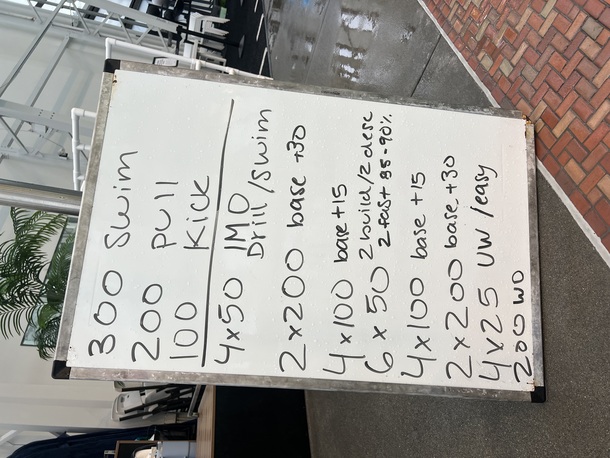 300 Swim
200 Pull
100 Kick
4x50 IMO
Drill/Swim
2x200 base +30
4x100 base+15
6x50 2 build/2 desc
2 fast 85-90%
4x100 base +15
2x200 base +30
4x25 UW/easy
200 WD